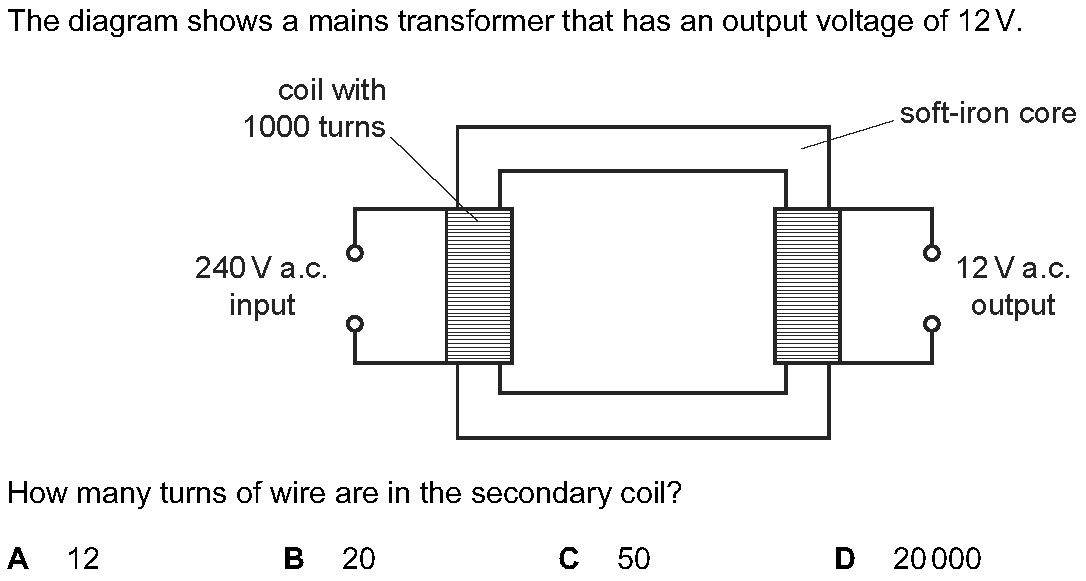 The diagram shows a mains transformer that has an output voltage of 12 V.
coil with
1000 turns
soft-iron core
240 V a.c.
input
12 V a.c.
output
How many turns of wire are in the secondary coil?
A 12 B 20 C 50 D 20 000